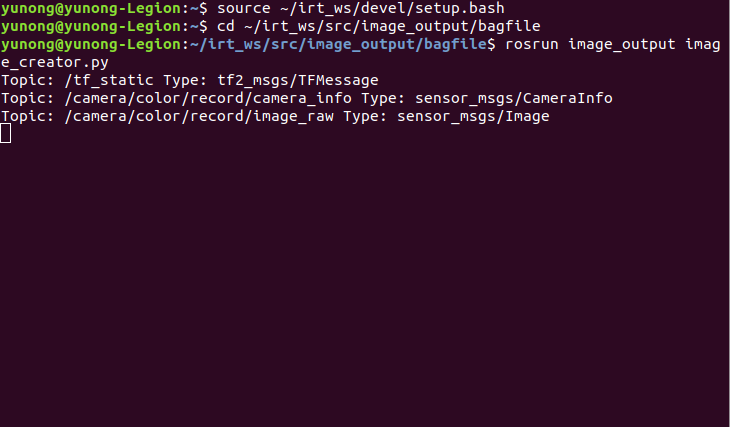 yunong@yunong-Legion:~$ source ~/irt_ws/devel/setup.bash
yunong@yunong-Legion:~$ cd ~/irt_ws/src/image_output/bagfile
yunong@yunong-Legion:~/irt_ws/src/image_output/bagfile$ rosrun image_output imag
e_creator.py
Topic: /tf_static Type: tf2_msgs/TFMessage
Topic: /camera/color/record/camera_info Type: sensor_msgs/CameraInfo
Topic: /camera/color/record/image_raw Type: sensor_msgs/Image